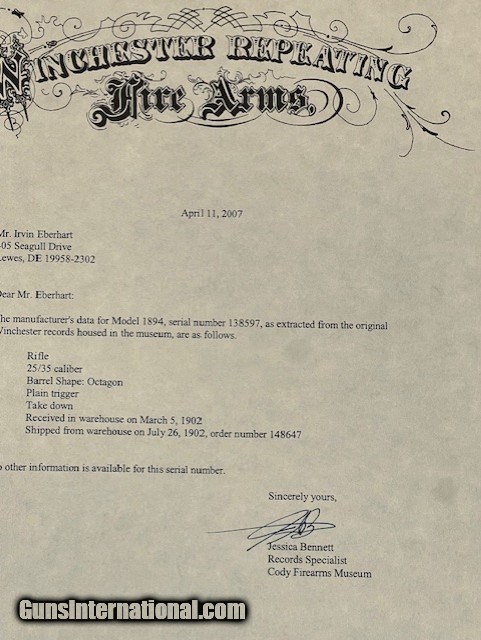 WINCHESTER REPEATING
Fire Arms,
April 11, 2007
Mr. Irvin Eberhart
05 Seagull Drive
Lewes, DE 19958-2302
Dear Mr. Eberhart:
he manufacturer's data for Model 1894, serial number 138597, as extracted from the original
Winchester records housed in the museum, are as follows.
Rifle
25/35 caliber
Barrel Shape: Octagon
Plain trigger
Take down
Received in warehouse on March 5, 1902
Shipped from warehouse on July 26, 1902, order number 148647
o other information is available for this serial number.
Sincerely yours,
Jessica Bennett
Records Specialist
Cody Firearms Museum
GunsInternational.com